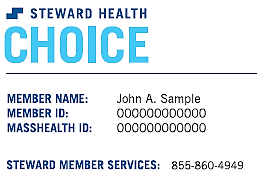 STEWARD HEALTH
CHOICE
MEMBER NAME: John A. Sample
MEMBER ID: 000000000000
MASSHEALTH ID: 000000000000
STEWARD MEMBER SERVICES: 855-860-4949